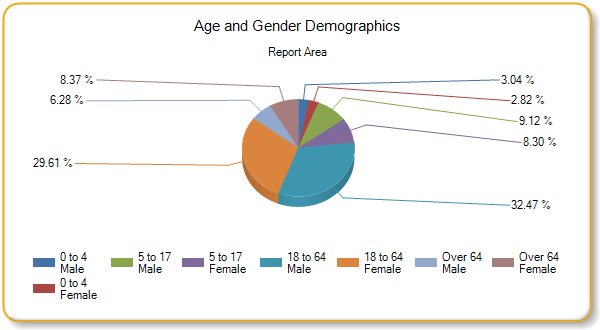 Age and Gender Demographics
Report Area
8.37 %
3.04 %
6.28 %
2.82 %
9.12 %
8.30 %
29.61 %
32.47 %
0 to 4 Male
5 to 17 Male
5 to 17 Female
18 to 64 Male
18 to 64 Female
Over 64 Male
Over 64 Female
0 to 4 Female